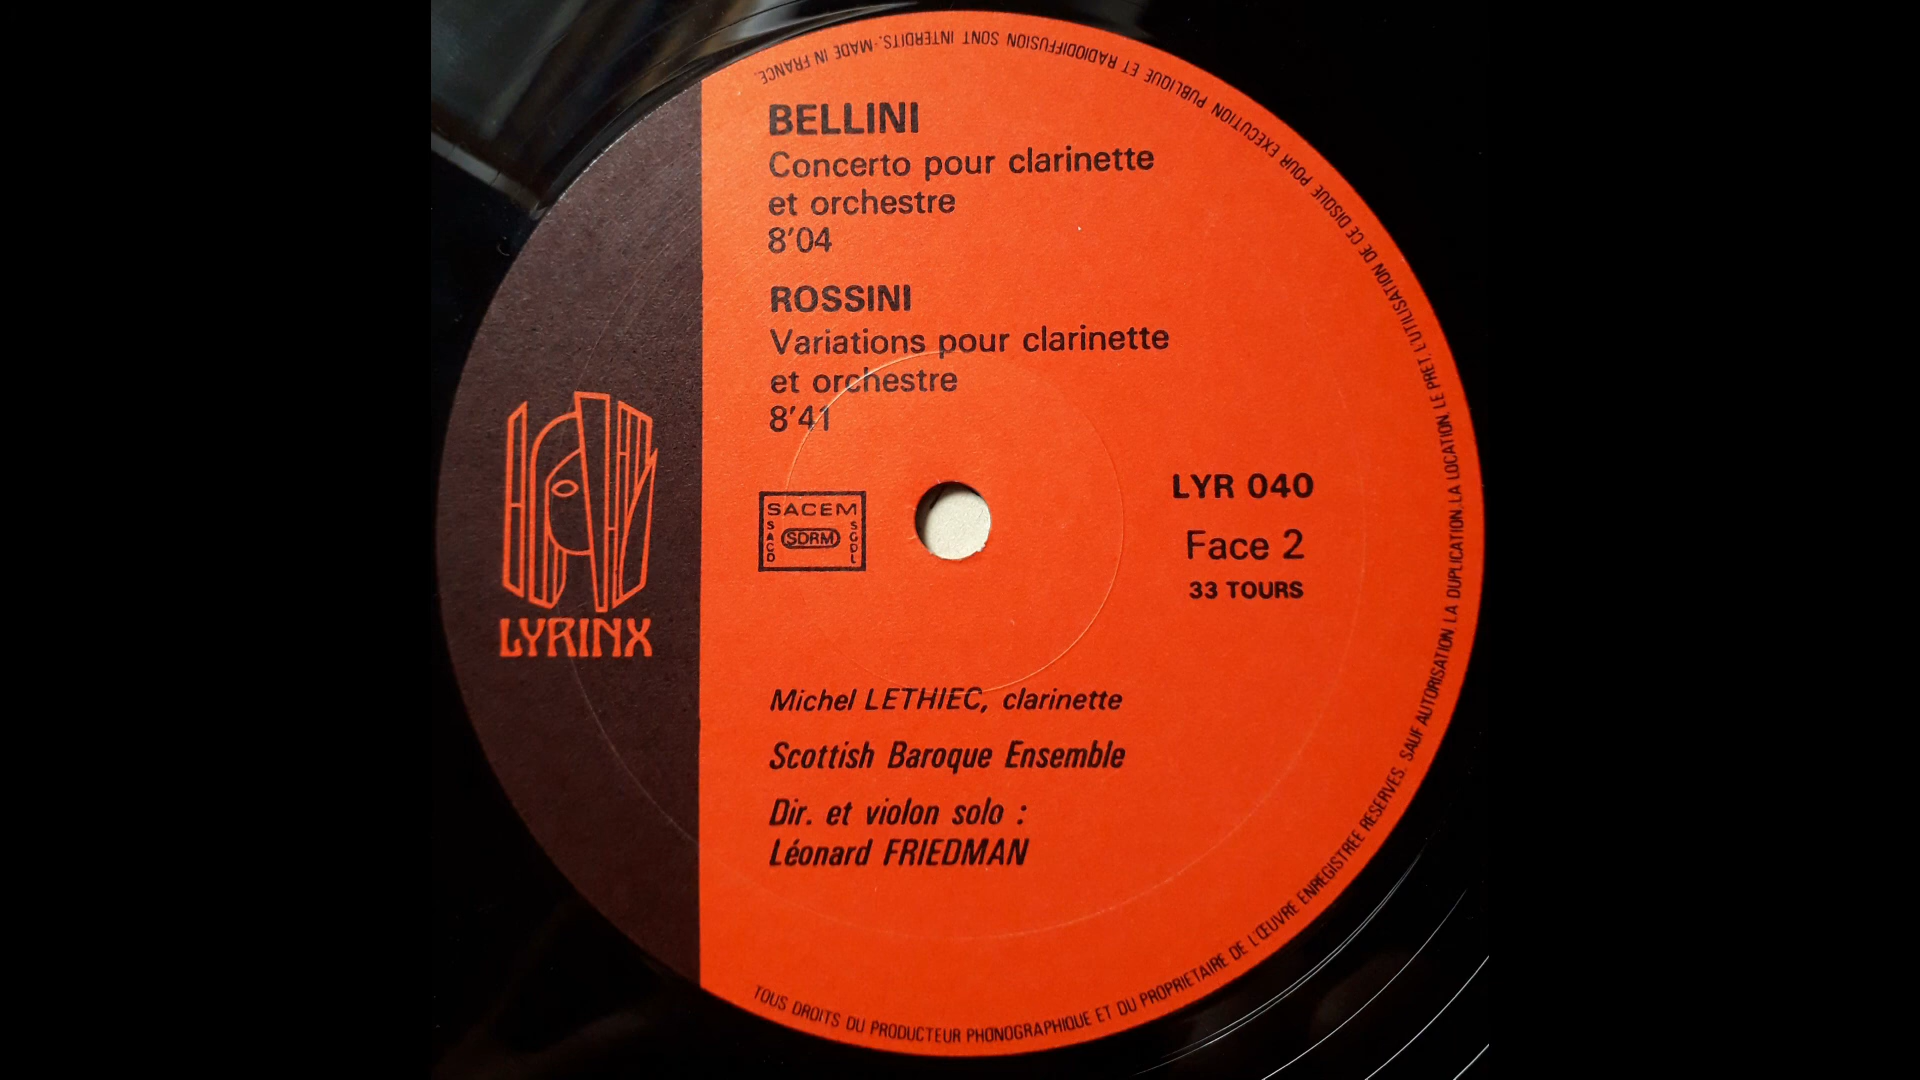 BELLINI
Concerto pour clarinette
et orchestre
8'04
ROSSINI
Variations pour clarinette
et orchestre
8'41
SACEM
SACD
SDRM
SGDL
LYR 040
Face 2
33 TOURS
LYRINX
Michel LETHIEC, clarinette
Scottish Baroque Ensemble
Dir. et violon solo :
Léonard FRIEDMAN
TOUS DROITS DU PRODUCTEUR PHONOGRAPHIQUE ET DU PROPRIETAIRE DE L'ŒUVRE ENREGISTREE RESERVES. SAUF AUTORISATION, LA DUPLICATION, LA LOCATION, LE PRET, L'UTILISATION DE CE DISQUE POUR EXECUTION PUBLIQUE ET RADIODIFFUSION SONT INTERDITS. MADE IN FRANCE.